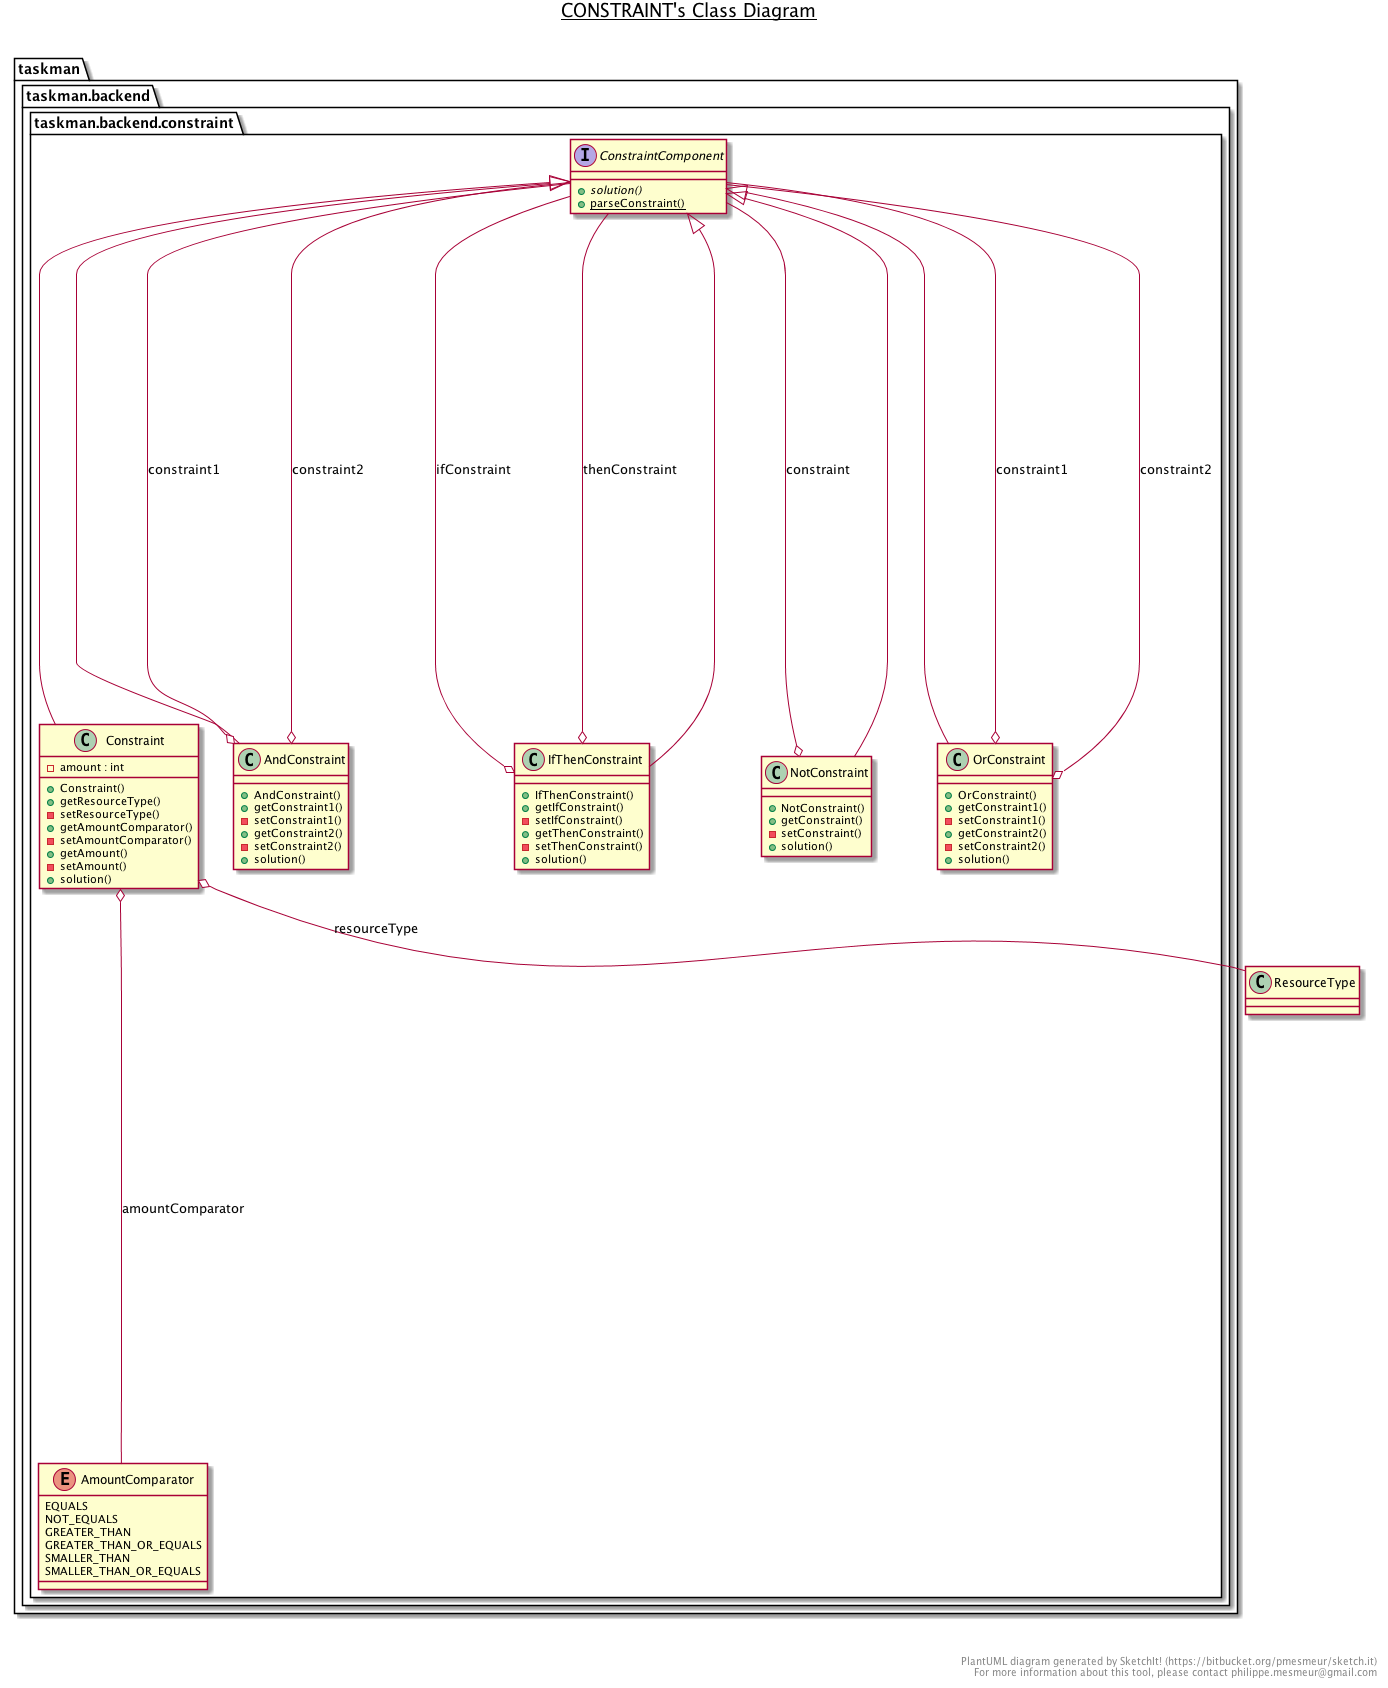 CONSTRAINT's Class Diagram
taskman
taskman.backend
taskman.backend.constraint
I ConstraintComponent
solution()
parseConstraint()
constraint1
constraint2
ifConstraint
thenConstraint
constraint
constraint1
constraint2
C Constraint
amount : int
Constraint()
getResourceType()
setResourceType()
getAmountComparator()
setAmountComparator()
getAmount()
setAmount()
solution()
C AndConstraint
AndConstraint()
getConstraint1()
setConstraint1()
getConstraint2()
setConstraint2()
solution()
C IfThenConstraint
IfThenConstraint()
getIfConstraint()
setIfConstraint()
getThenConstraint()
setThenConstraint()
solution()
C NotConstraint
NotConstraint()
getConstraint()
setConstraint()
solution()
C OrConstraint
OrConstraint()
getConstraint1()
setConstraint1()
getConstraint2()
setConstraint2()
solution()
resourceType
C ResourceType
amountComparator
E AmountComparator
EQUALS
NOT_EQUALS
GREATER_THAN
GREATER_THAN_OR_EQUALS
SMALLER_THAN
SMALLER_THAN_OR_EQUALS
PlantUML diagram generated by SketchIt! (https://bitbucket.org/pmesmeur/sketch.it)
For more information about this tool, please contact philippe.mesmeur@gmail.com